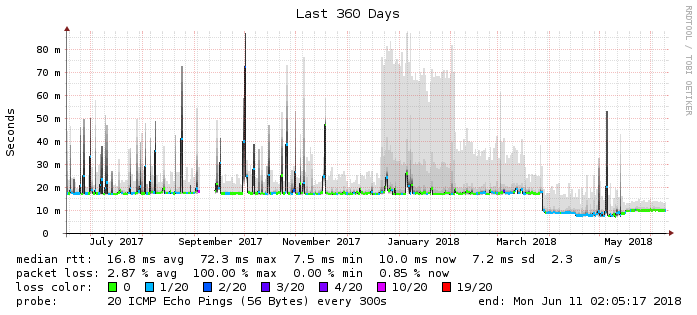 Last 360 Days
RRDTOOL / TOBI OETIKER
Seconds
80 m
70 m
60 m
50 m
40 m
30 m
20 m
10 m
0
July 2017 September 2017 November 2017 January 2018 March 2018 May 2018
median rtt: 16.8 ms avg 72.3 ms max 7.5 ms min 10.0 ms now 7.2 ms sd 2.3 am/s
packet loss: 2.87 % avg 100.00 % max 0.00 % min 0.85 % now
loss color: 0 1/20 2/20 3/20 4/20 10/20 19/20
probe: 20 ICMP Echo Pings (56 Bytes) every 300s end: Mon Jun 11 02:05:17 2018